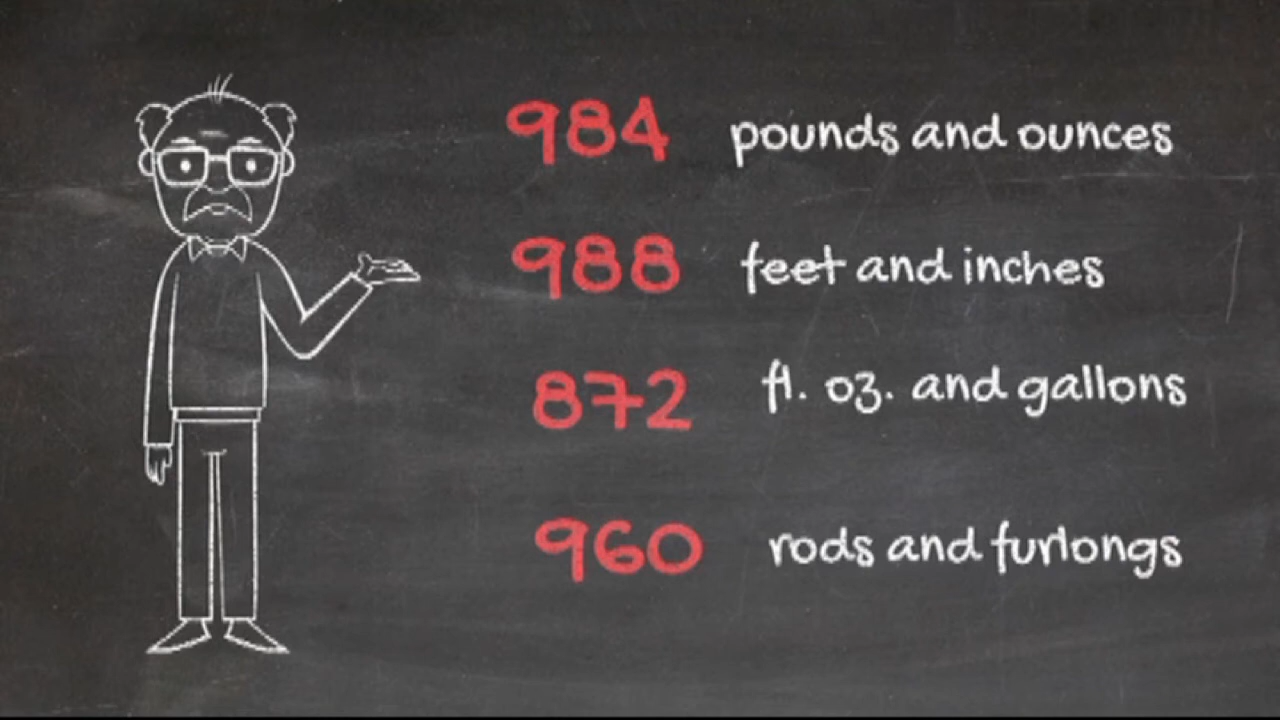 984 pounds and ounces
988 feet and inches
872 fl. oz. and gallons
960 rods and furlongs